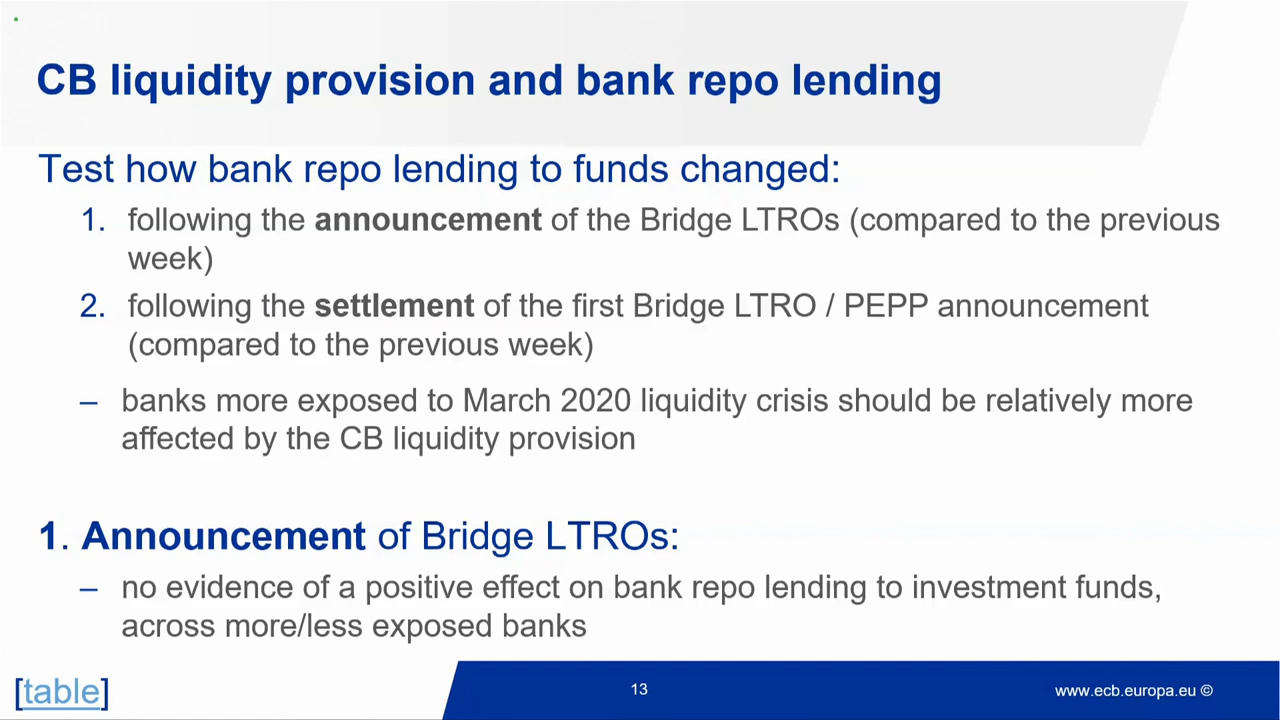 CB liquidity provision and bank repo lending
Test how bank repo lending to funds changed:
1. following the announcement of the Bridge LTROs (compared to the previous
week)
2. following the settlement of the first Bridge LTRO / PEPP announcement
(compared to the previous week)
– banks more exposed to March 2020 liquidity crisis should be relatively more
affected by the CB liquidity provision
1. Announcement of Bridge LTROs:
– no evidence of a positive effect on bank repo lending to investment funds,
across more/less exposed banks
[table]
13
www.ecb.europa.eu ©